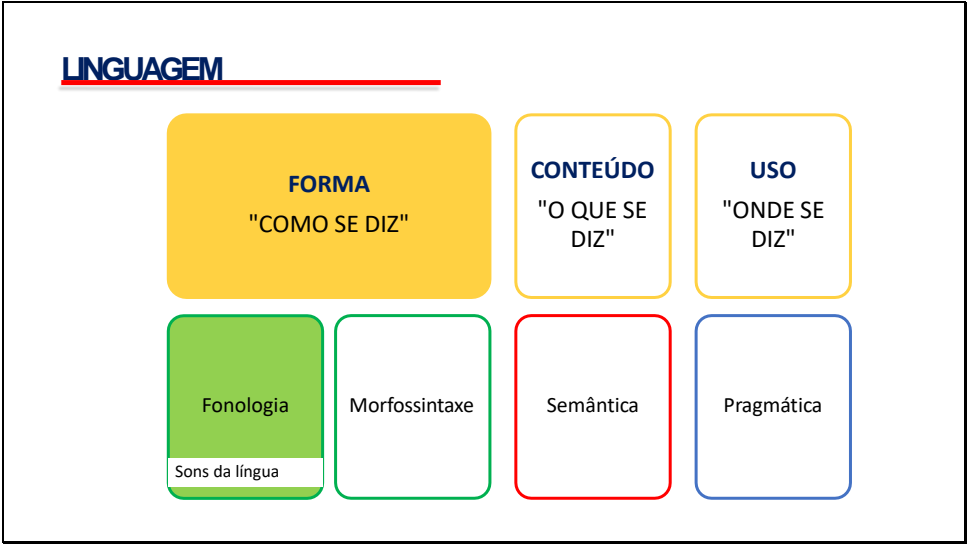 LINGUAGEM
FORMA
"COMO SE DIZ"
CONTEÚDO
"O QUE SE
DIZ"
USO
"ONDE SE
DIZ"
Fonologia
Sons da língua
Morfossintaxe
Semântica
Pragmática